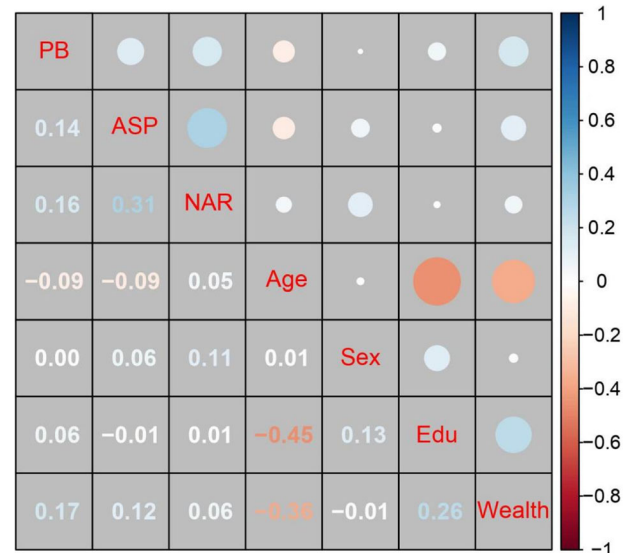 PB
0.14 ASP
0.16 0.31 NAR
−0.09 −0.09 0.05 Age
0.00 0.06 0.11 0.01 Sex
0.06 −0.01 0.01 −0.45 0.13 Edu
0.17 0.12 0.06 −0.36 −0.01 0.26 Wealth
1
0.8
0.6
0.4
0.2
0
−0.2
−0.4
−0.6
−0.8
−1